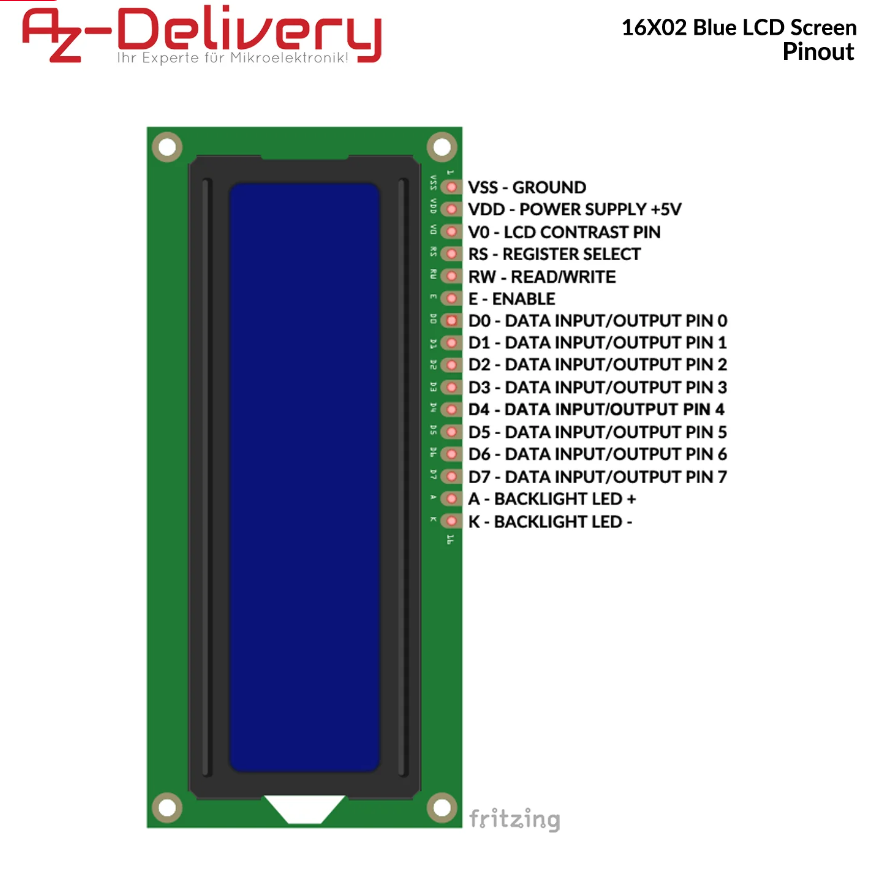 Az-Delivery
Ihr Experte für Mikroelektronik!
16X02 Blue LCD Screen
Pinout
1
VSS VSS - GROUND
VDD VDD - POWER SUPPLY +5V
V0 V0 - LCD CONTRAST PIN
RS RS - REGISTER SELECT
RW RW - READ/WRITE
E E - ENABLE
D0 D0 - DATA INPUT/OUTPUT PIN 0
D1 D1 - DATA INPUT/OUTPUT PIN 1
D2 D2 - DATA INPUT/OUTPUT PIN 2
D3 D3 - DATA INPUT/OUTPUT PIN 3
D4 D4 - DATA INPUT/OUTPUT PIN 4
D5 D5 - DATA INPUT/OUTPUT PIN 5
D6 D6 - DATA INPUT/OUTPUT PIN 6
D7 D7 - DATA INPUT/OUTPUT PIN 7
A A - BACKLIGHT LED +
K K - BACKLIGHT LED -
16
fritzing